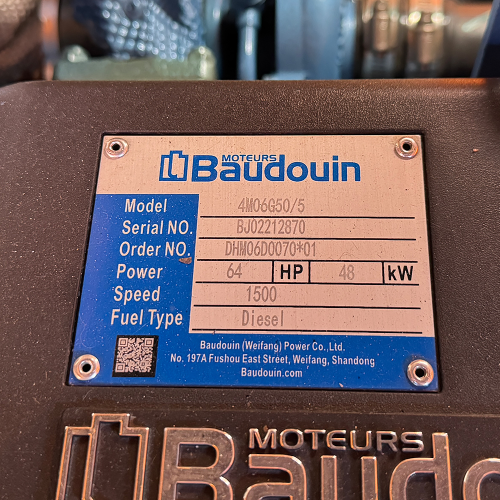 MOTEURS
Baudouin
Model 4M06G50/5
Serial NO. BJ02212870
Order NO. DHM06D0070*01
Power 64 HP 48 kW
Speed 1500
Fuel Type Diesel
Baudouin (Weifang) Power Co,.Ltd.
No. 197A Fushou East Street, Weifang, Shandong
Baudouin.com
MOTEURS